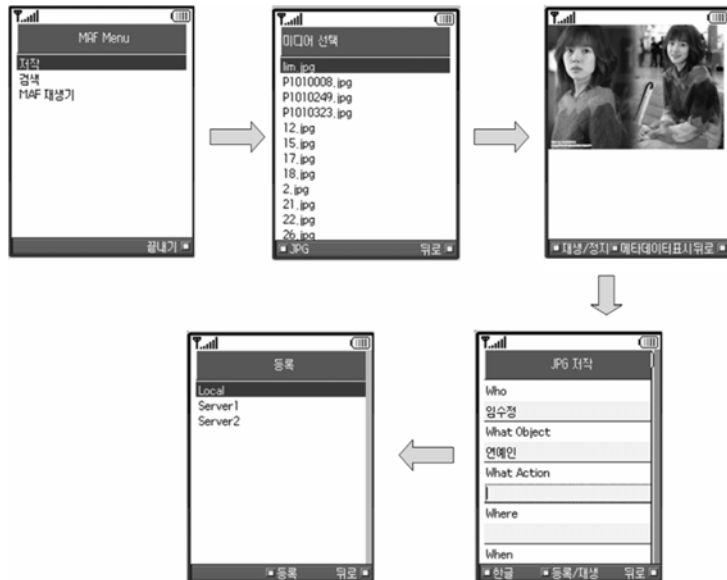 MAF Menu
저작
검색
MAF 재생기
끝내기
미디어 선택
lim.jpg
P1010008.jpg
P1010249.jpg
P1010323.jpg
12.jpg
15.jpg
17.jpg
18.jpg
2.jpg
21.jpg
22.jpg
26.jpg
JPG 뒤로
재생/정지 메타데이터표시 뒤로
JPG 저작
Who
임수정
What Object
연예인
What Action
Where
When
한글 등록/재생 뒤로
등록
Local
Server1
Server2
등록 뒤로